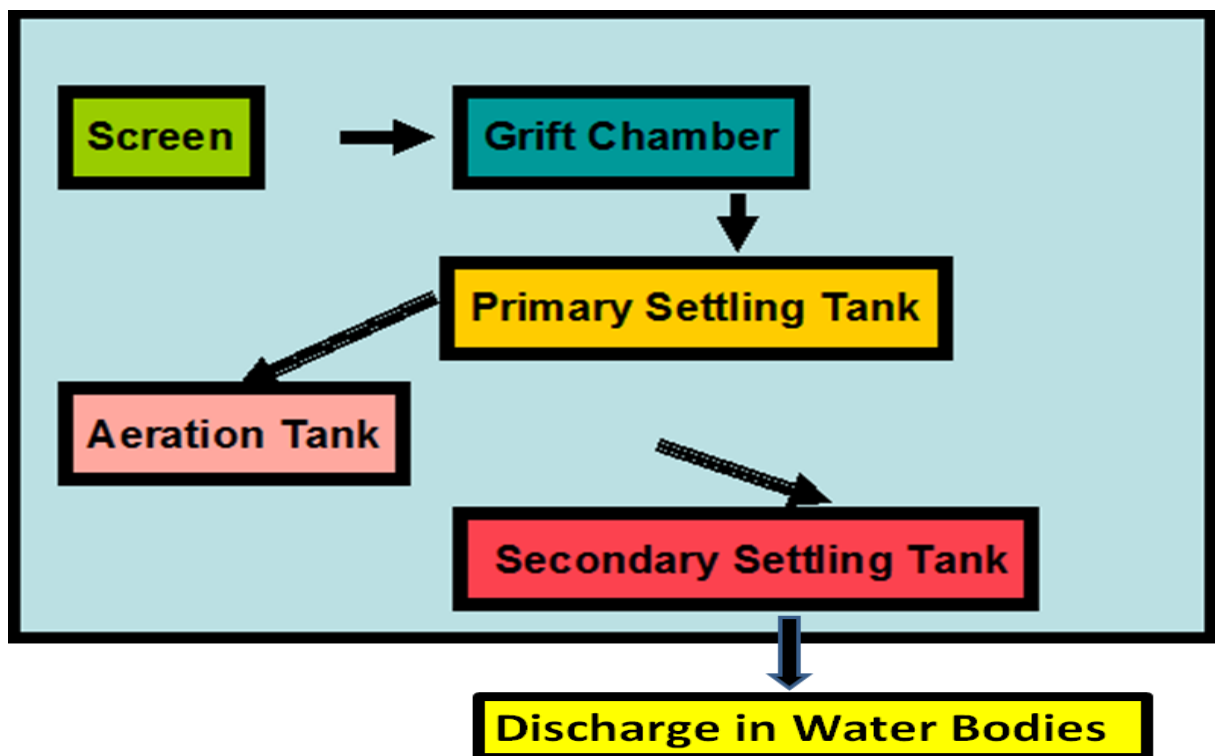 Screen
Grift Chamber
Primary Settling Tank
Aeration Tank
Secondary Settling Tank
Discharge in Water Bodies